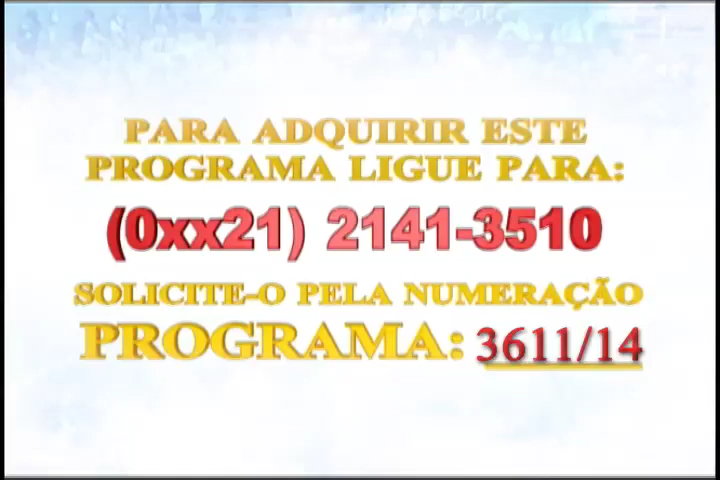 PARA ADQUIRIR ESTE
PROGRAMA LIGUE PARA:
(0xx21) 2141-3510
SOLICITE-O PELA NUMERAÇÃO
PROGRAMA: 3611/14